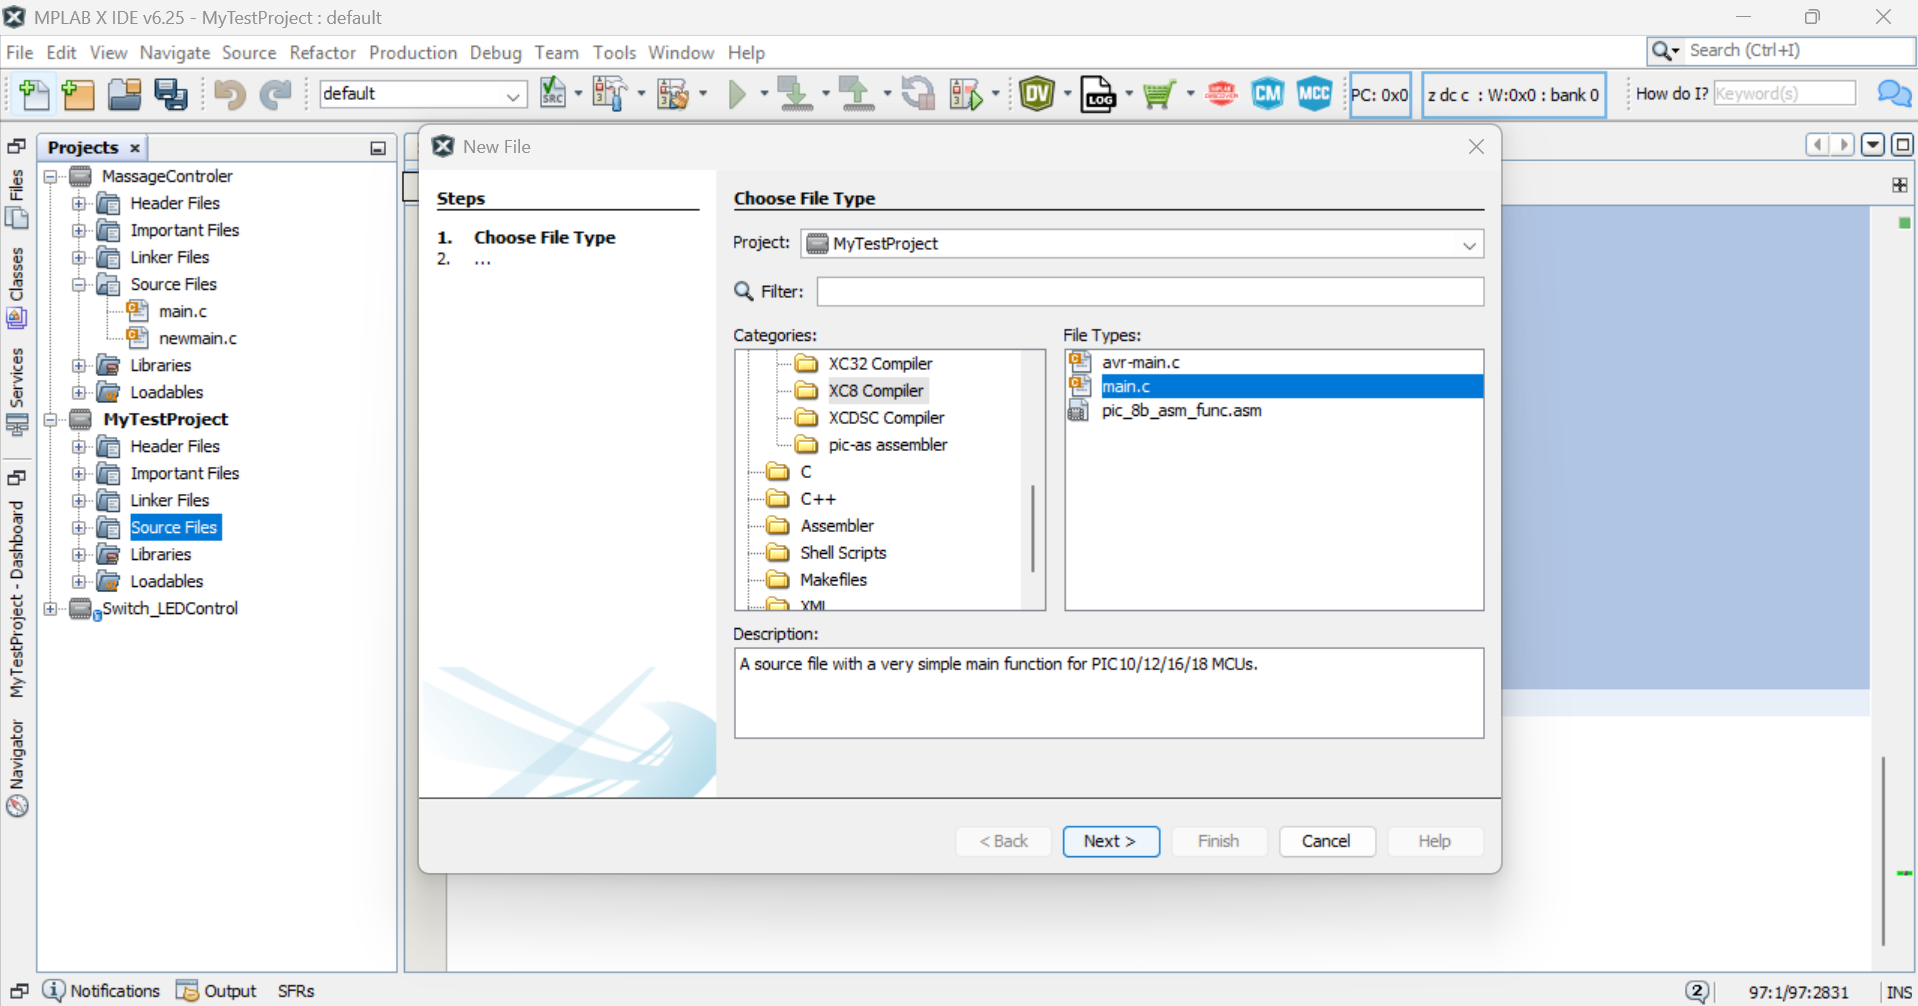 MPLAB X IDE v6.25 - MyTestProject : default
File Edit View Navigate Source Refactor Production Debug Team Tools Window Help
Search (Ctrl+I)
default
SRC
DV
LOG
CM
MCC
PC: 0x0
z dc c : W:0x0 : bank 0
How do I?
Keyword(s)
Files
Classes
Services
MyTestProject - Dashboard
Navigator
Projects
MassageControler
Header Files
Important Files
Linker Files
Source Files
main.c
newmain.c
Libraries
Loadables
MyTestProject
Header Files
Important Files
Linker Files
Source Files
Libraries
Loadables
Switch_LEDControl
New File
Steps
1. Choose File Type
2. ...
Choose File Type
Project: MyTestProject
Filter:
Categories:
XC32 Compiler
XC8 Compiler
XCDSC Compiler
pic-as assembler
C
C++
Assembler
Shell Scripts
Makefiles
XML
File Types:
avr-main.c
main.c
pic_8b_asm_func.asm
Description:
A source file with a very simple main function for PIC10/12/16/18 MCUs.
< Back
Next >
Finish
Cancel
Help
Notifications
Output
SFRs
2
97:1/97:2831
INS